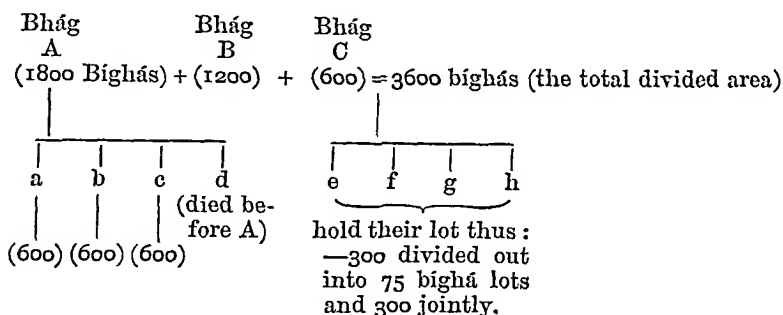 Bhág Bhág Bhág
A B C
(1800 Bíghás) + (1200) + (600) = 3600 bíghás (the total divided area)
a b c d e f g h
(died be-
fore A)
(600) (600) (600)
hold their lot thus:
—300 divided out
into 75 bíghá lots
and 300 jointly.